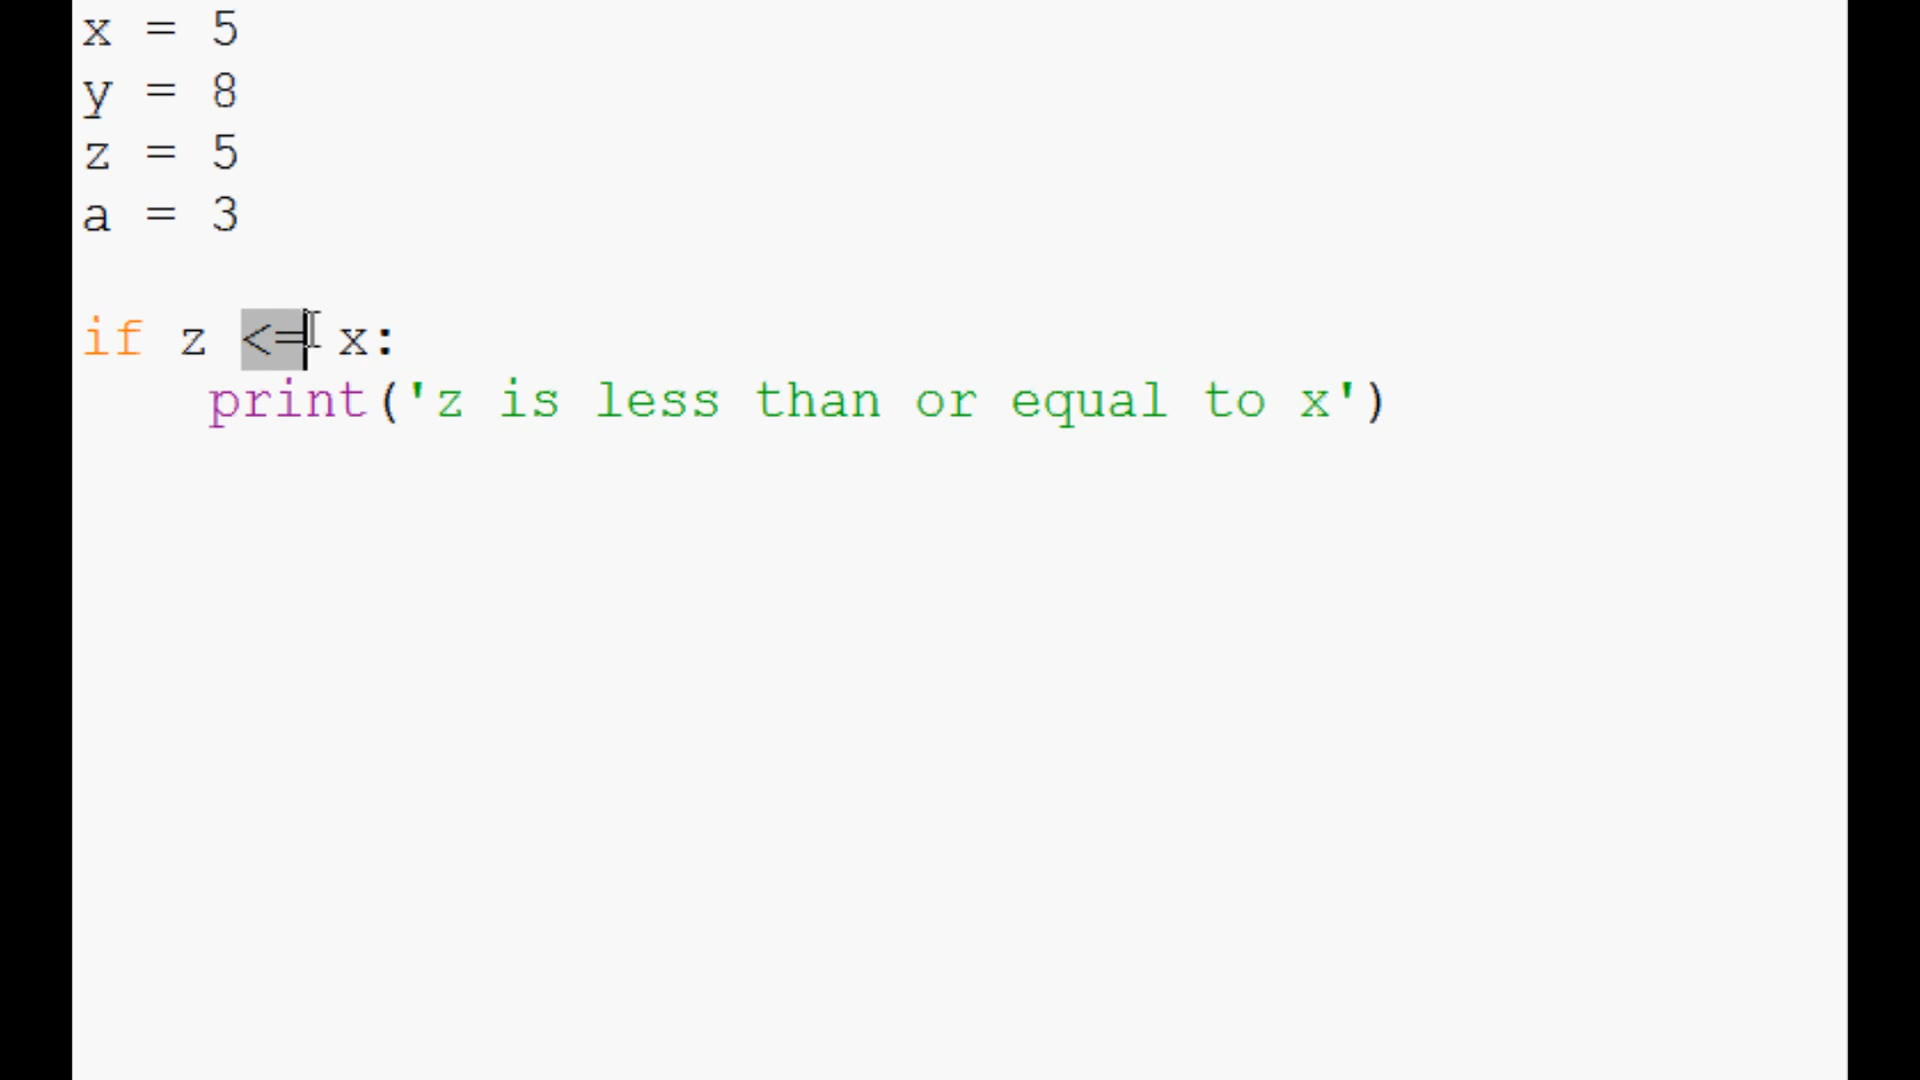 x = 5
y = 8
z = 5
a = 3
if z <= x:
    print('z is less than or equal to x')